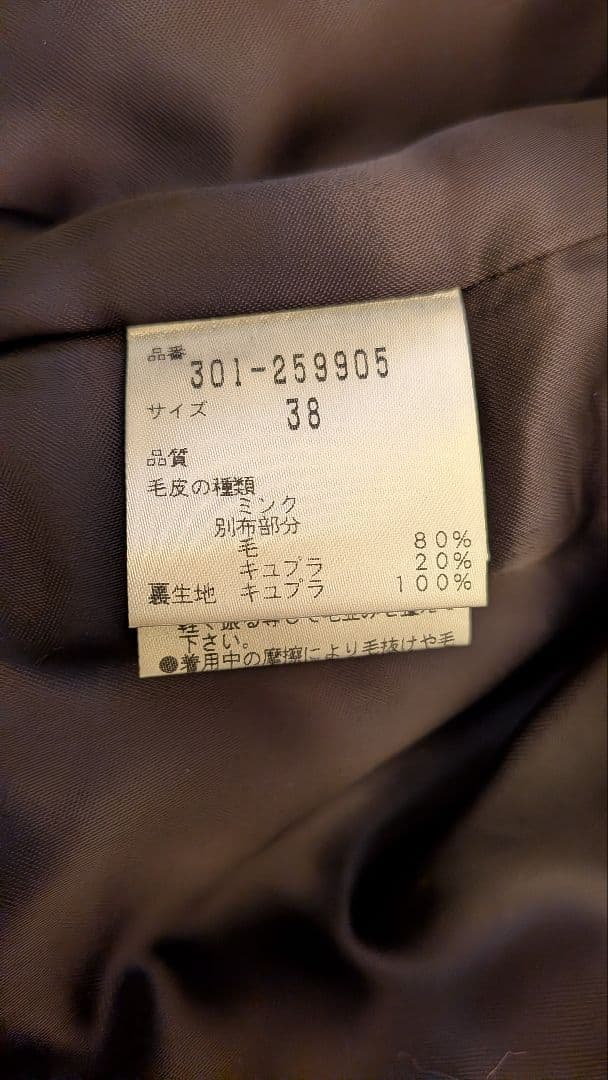 品番
301-259905
サイズ 38
品質
毛皮の種類
ミンク
別布部分
毛 80%
キュプラ 20%
裏生地 キュプラ 100%
下さい。
●着用中の摩擦により毛抜けや毛